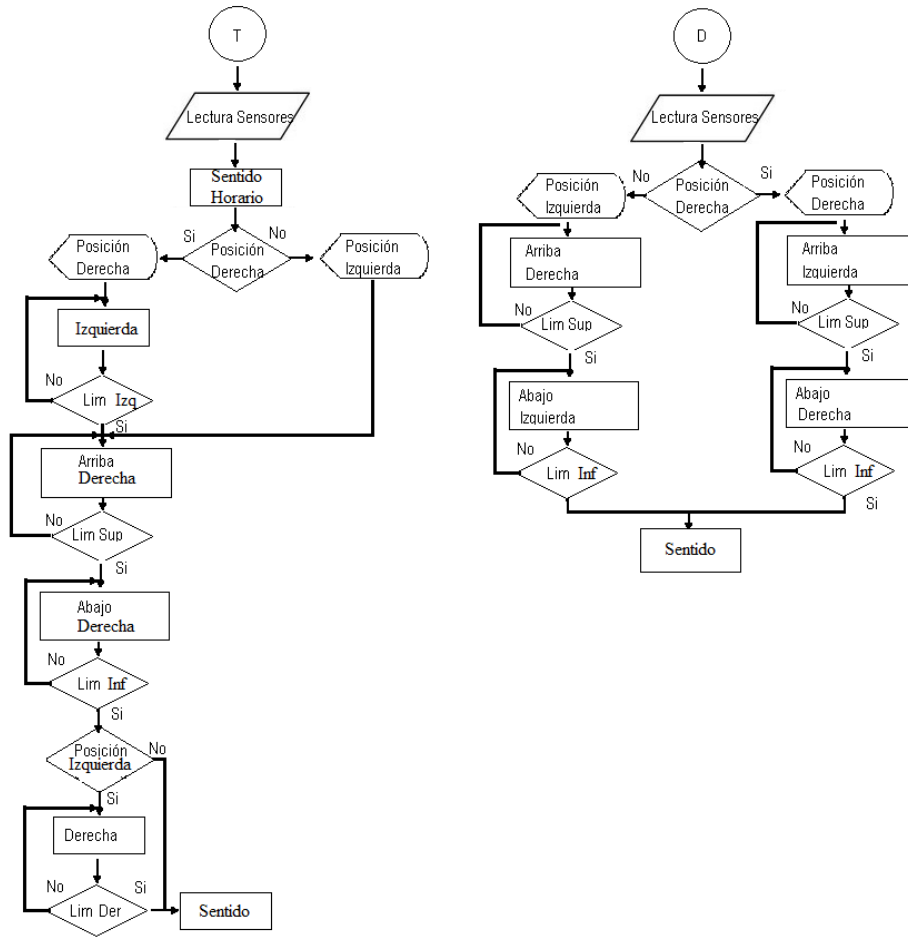 T
Lectura Sensores
Sentido
Horario
Si
No
Posición
Derecha
Posición
Derecha
Posición
Izquierda
Izquierda
No
Lim Izq
Si
Arriba
Derecha
No
Lim Sup
Si
Abajo
Derecha
No
Lim Inf
Si
Posición
Izquierda
No
Si
Derecha
No
Si
Lim Der
Sentido
D
Lectura Sensores
No
Si
Posición
Izquierda
Posición
Derecha
Posición
Derecha
Arriba
Derecha
No
Lim Sup
Si
Abajo
Izquierda
No
Lim Inf
Arriba
Izquierda
No
Lim Sup
Si
Abajo
Derecha
No
Lim Inf
Si
Sentido